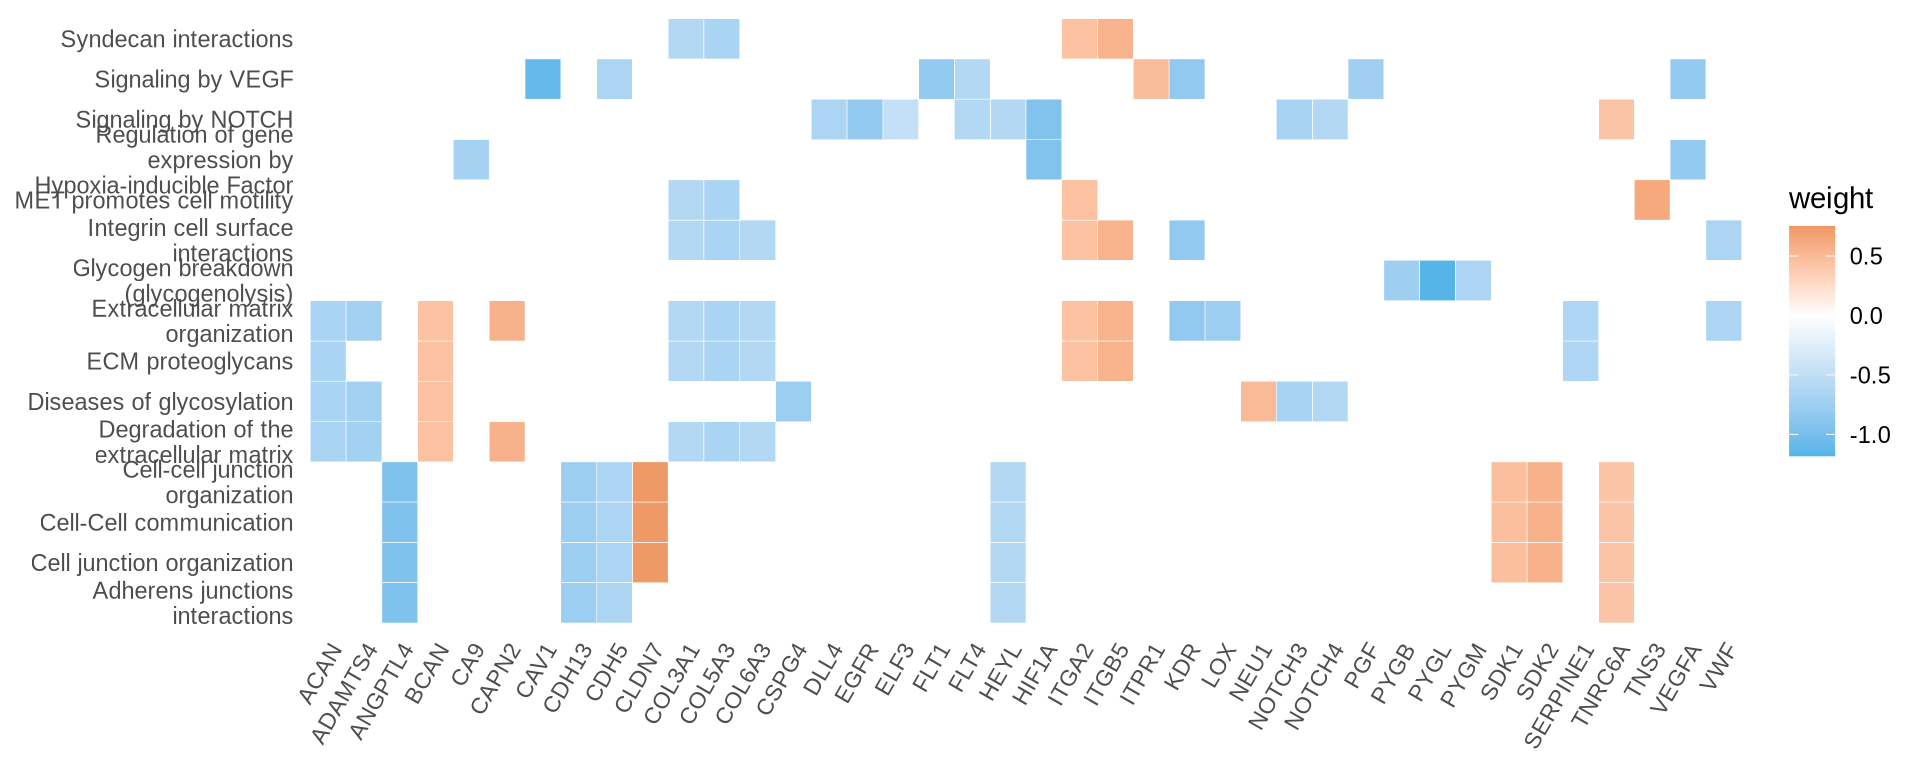 Syndecan interactions
Signaling by VEGF
Signaling by NOTCH
Regulation of gene
expression by
Hypoxia-inducible Factor
MET promotes cell motility
Integrin cell surface
interactions
Glycogen breakdown
(glycogenolysis)
Extracellular matrix
organization
ECM proteoglycans
Diseases of glycosylation
Degradation of the
extracellular matrix
Cell-cell junction
organization
Cell-Cell communication
Cell junction organization
Adherens junctions
interactions
ACAN
ADAMTS4
ANGPTL4
BCAN
CA9
CAPN2
CAV1
CDH13
CDH5
CLDN7
COL3A1
COL5A3
COL6A3
CSPG4
DLL4
EGFR
ELF3
FLT1
FLT4
HEYL
HIF1A
ITGA2
ITGB5
ITPR1
KDR
LOX
NEU1
NOTCH3
NOTCH4
PGF
PYGB
PYGL
PYGM
SDK1
SDK2
SERPINE1
TNRC6A
TNS3
VEGFA
VWF
weight
0.5
0.0
-0.5
-1.0